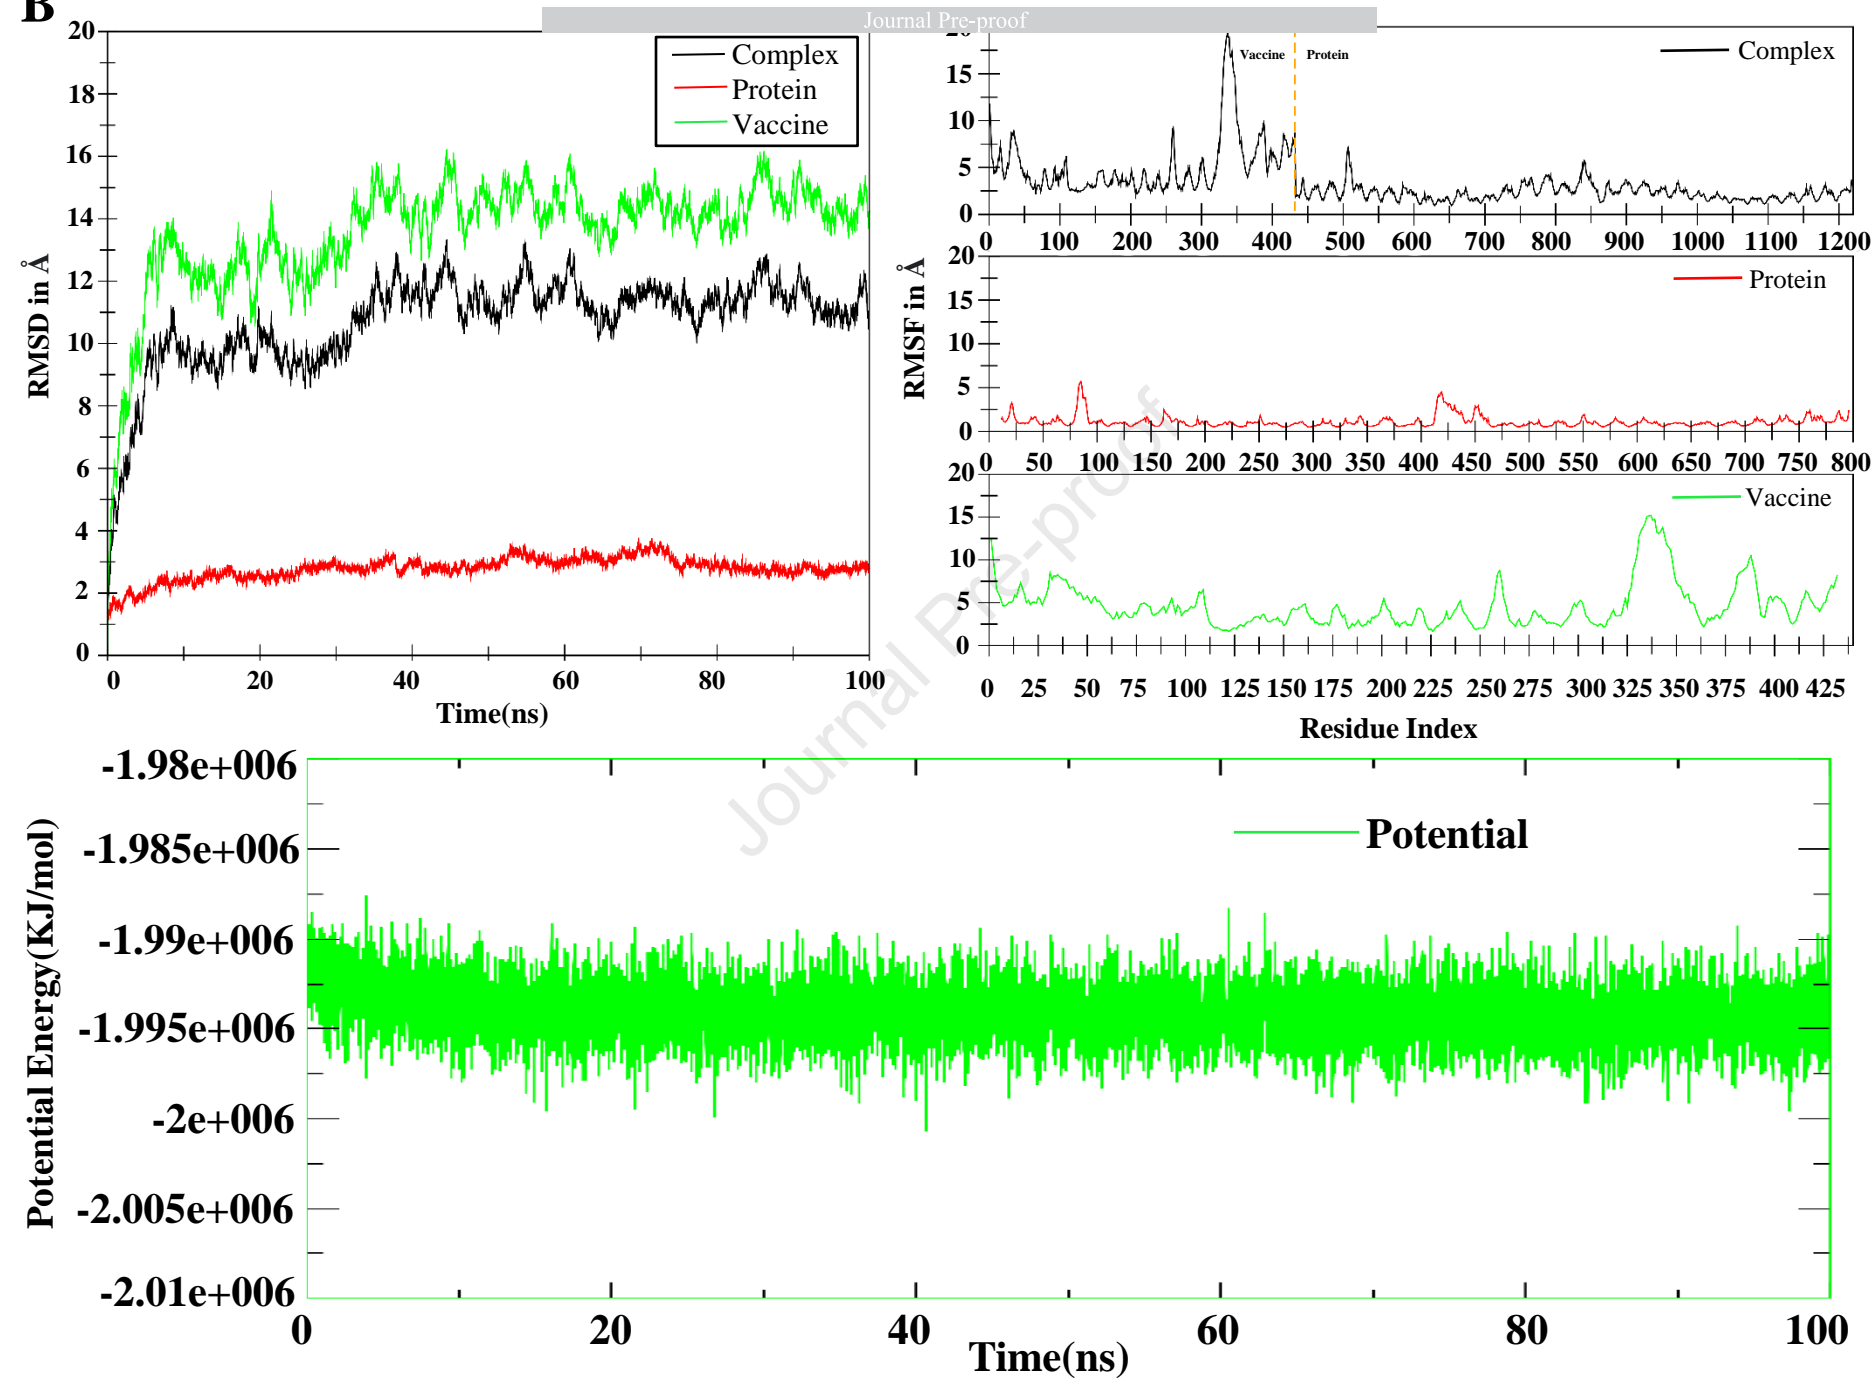 B
Journal Pre-proof
20
18
16
14
12
10
8
6
4
2
0
RMSD in Å
Complex
Protein
Vaccine
0 20 40 60 80 100
Time(ns)
20
15
10
5
0
Vaccine Protein
Complex
0 100 200 300 400 500 600 700 800 900 1000 1100 1200
RMSF in Å
20
15
10
5
0
Protein
0 50 100 150 200 250 300 350 400 450 500 550 600 650 700 750 800
20
15
10
5
0
Vaccine
0 25 50 75 100 125 150 175 200 225 250 275 300 325 350 375 400 425
Residue Index
Journal Pre-proof
-1.98e+006
-1.985e+006
-1.99e+006
-1.995e+006
-2e+006
-2.005e+006
-2.01e+006
Potential Energy(KJ/mol)
Potential
0 20 40 60 80 100
Time(ns)